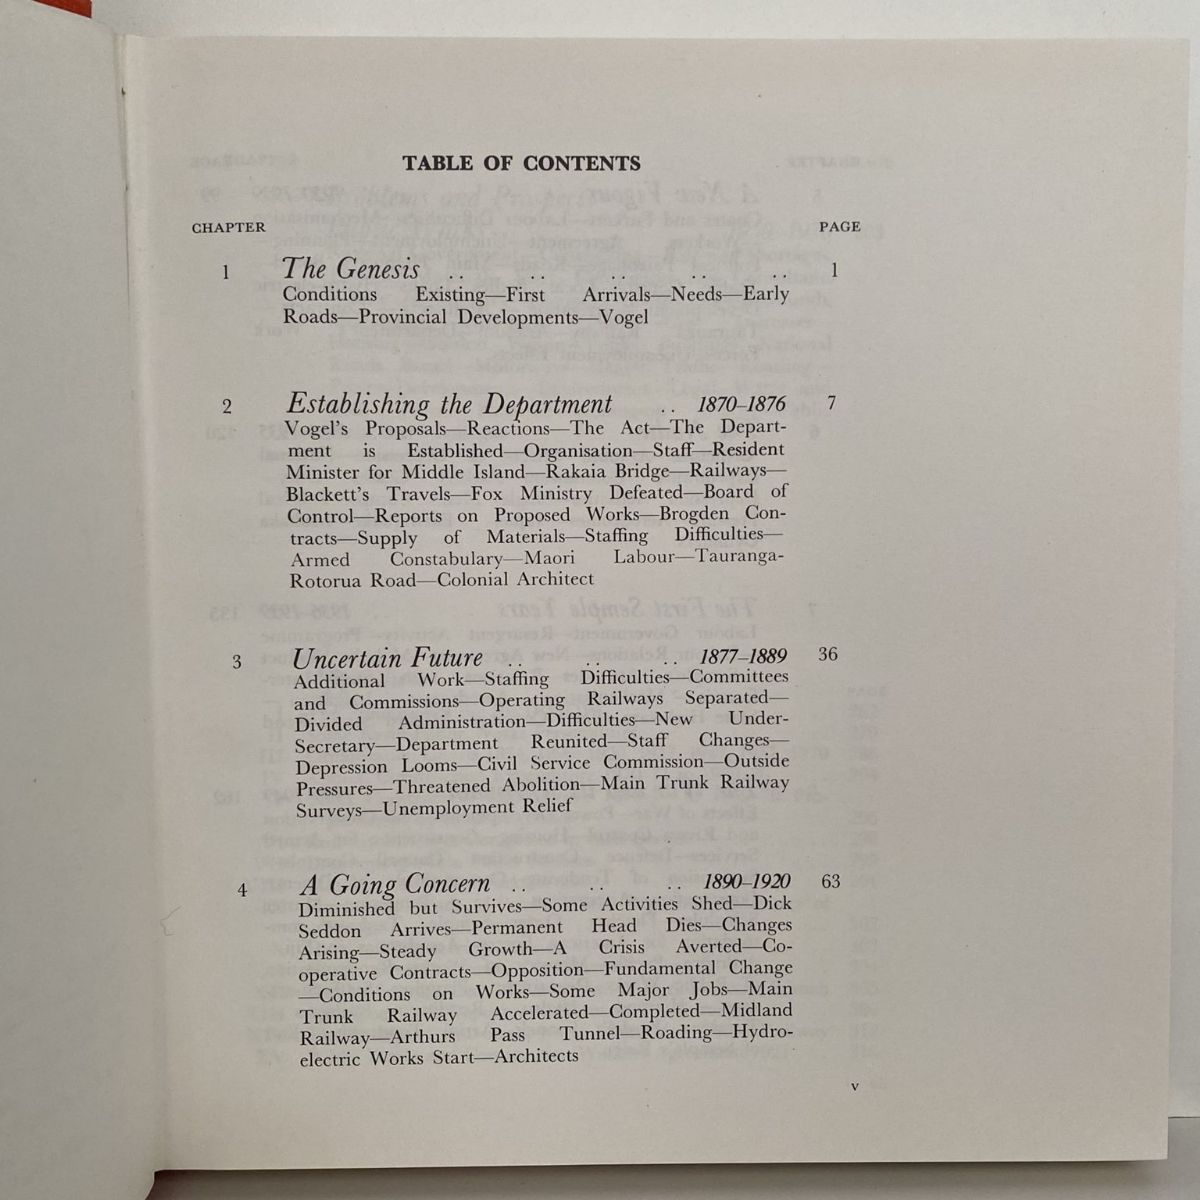 TABLE OF CONTENTS
CHAPTER PAGE
1 The Genesis .. .. .. .. .. 1
Conditions Existing—First Arrivals—Needs—Early
Roads—Provincial Developments—Vogel
2 Establishing the Department .. 1870–1876 7
Vogel's Proposals—Reactions—The Act—The Depart-
ment is Established—Organisation—Staff—Resident
Minister for Middle Island—Rakaia Bridge—Railways—
Blackett's Travels—Fox Ministry Defeated—Board of
Control—Reports on Proposed Works—Brogden Con-
tracts—Supply of Materials—Staffing Difficulties—
Armed Constabulary—Maori Labour—Tauranga-
Rotorua Road—Colonial Architect
3 Uncertain Future .. .. .. 1877–1889 36
Additional Work—Staffing Difficulties—Committees
and Commissions—Operating Railways Separated—
Divided Administration—Difficulties—New Under-
Secretary—Department Reunited—Staff Changes—
Depression Looms—Civil Service Commission—Outside
Pressures—Threatened Abolition—Main Trunk Railway
Surveys—Unemployment Relief
4 A Going Concern .. .. .. 1890–1920 63
Diminished but Survives—Some Activities Shed—Dick
Seddon Arrives—Permanent Head Dies—Changes
Arising—Steady Growth—A Crisis Averted—Co-
operative Contracts—Opposition—Fundamental Change
—Conditions on Works—Some Major Jobs—Main
Trunk Railway Accelerated—Completed—Midland
Railway—Arthurs Pass Tunnel—Roading—Hydro-
electric Works Start—Architects
v